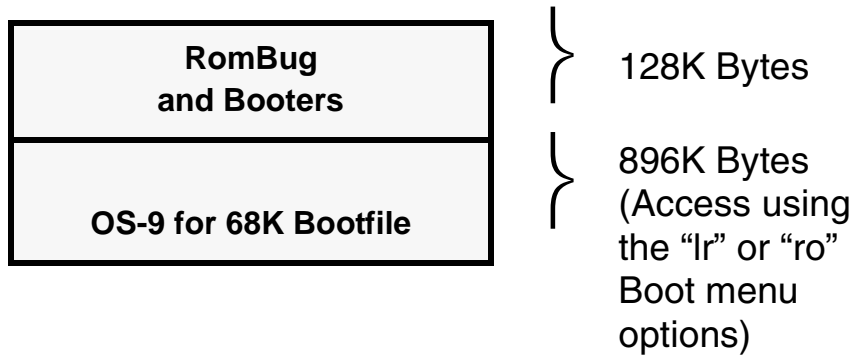 RomBug
and Booters
128K Bytes
OS-9 for 68K Bootfile
896K Bytes
(Access using
the “lr” or “ro”
Boot menu
options)